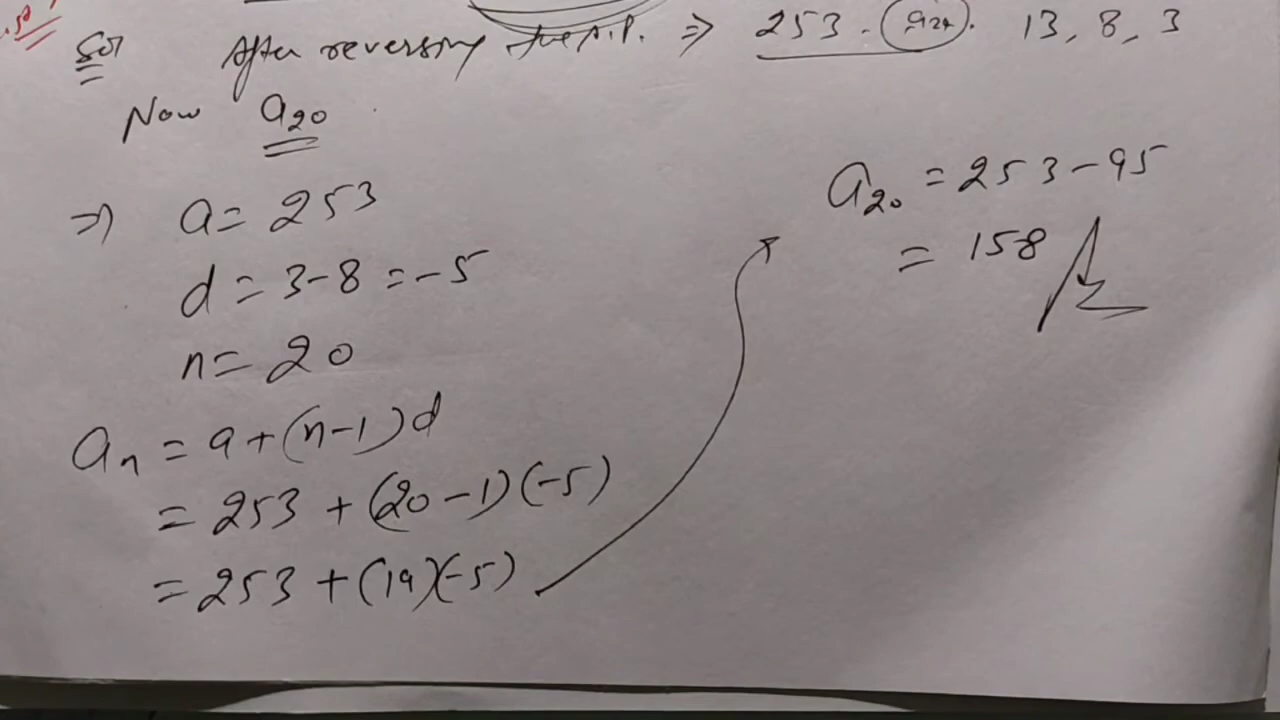 Sol After reversing the A.P. ⇒ 253 . . 13, 8, 3
Now a₂₀
⇒ a = 253
d = 3-8 = -5
n = 20
aₙ = a+(n-1)d
= 253 + (20-1)(-5)
= 253 + (19)(-5)
a₂₀ = 253-95
= 158